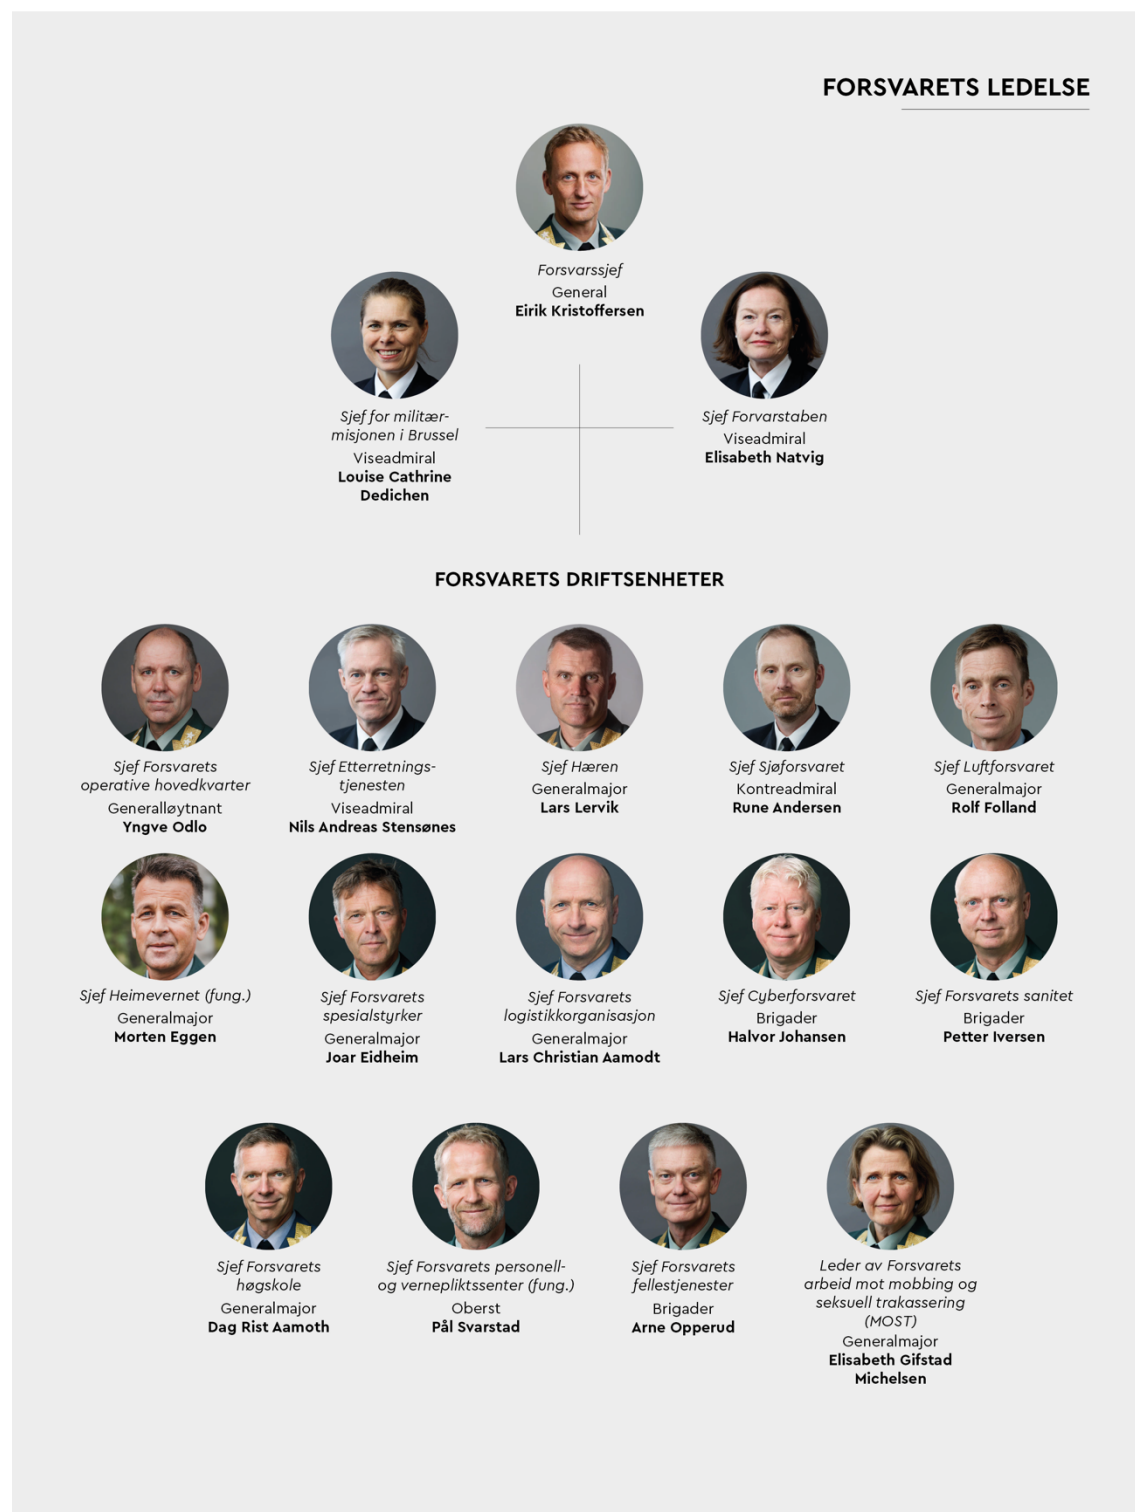 FORSVARETS LEDELSE
Forsvarssjef
General
Eirik Kristoffersen
Sjef for militær-
misjonen i Brussel
Viseadmiral
Louise Cathrine
Dedichen
Sjef Forvarstaben
Viseadmiral
Elisabeth Natvig
FORSVARETS DRIFTSENHETER
Sjef Forsvarets
operative hovedkvarter
Generalløytnant
Yngve Odlo
Sjef Etterretnings-
tjenesten
Viseadmiral
Nils Andreas Stensønes
Sjef Hæren
Generalmajor
Lars Lervik
Sjef Sjøforsvaret
Kontreadmiral
Rune Andersen
Sjef Luftforsvaret
Generalmajor
Rolf Folland
Sjef Heimevernet (fung.)
Generalmajor
Morten Eggen
Sjef Forsvarets
spesialstyrker
Generalmajor
Joar Eidheim
Sjef Forsvarets
logistikkorganisasjon
Generalmajor
Lars Christian Aamodt
Sjef Cyberforsvaret
Brigader
Halvor Johansen
Sjef Forsvarets sanitet
Brigader
Petter Iversen
Sjef Forsvarets
høgskole
Generalmajor
Dag Rist Aamoth
Sjef Forsvarets personell-
og vernepliktssenter (fung.)
Oberst
Pål Svarstad
Sjef Forsvarets
fellestjenester
Brigader
Arne Opperud
Leder av Forsvarets
arbeid mot mobbing og
seksuell trakassering
(MOST)
Generalmajor
Elisabeth Gifstad
Michelsen